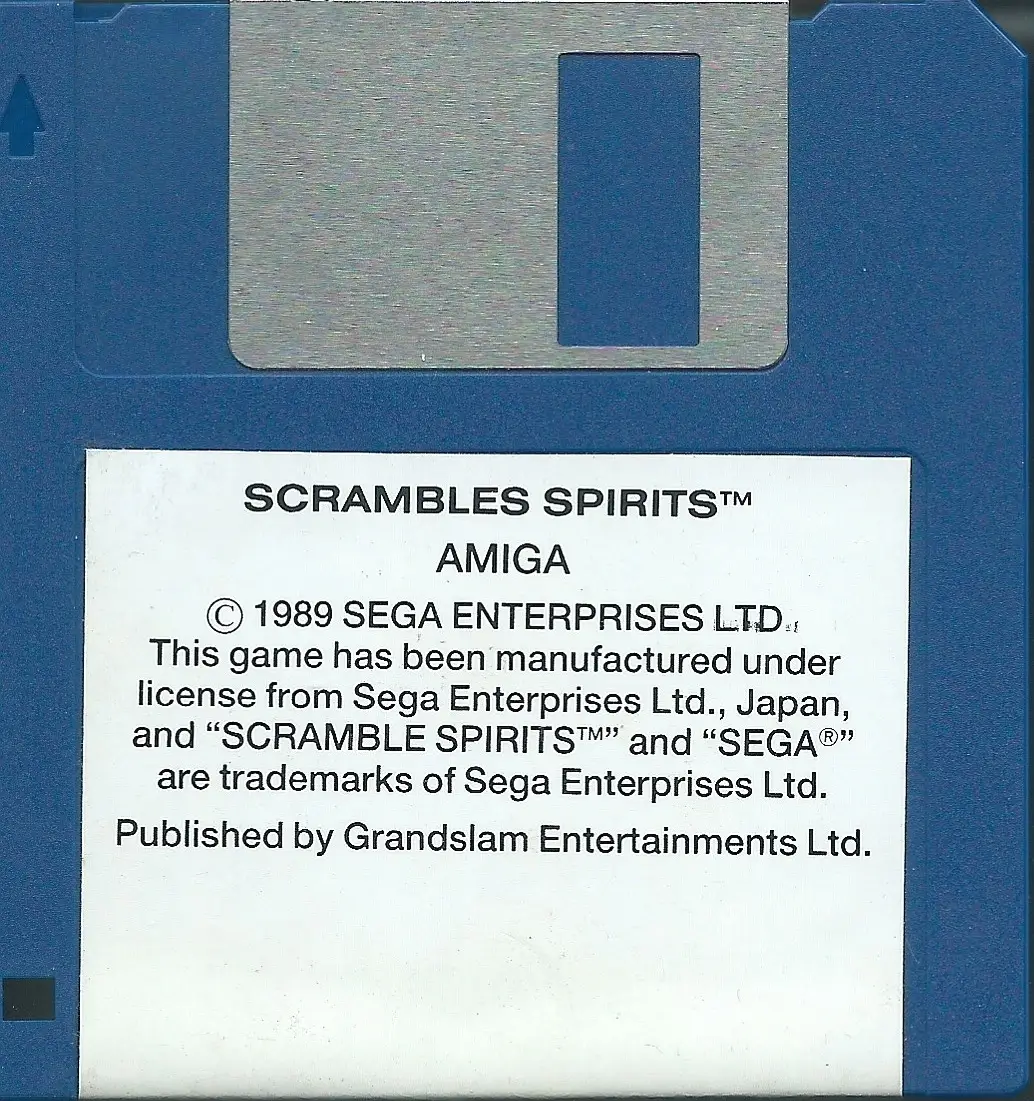 SCRAMBLES SPIRITS™
AMIGA
© 1989 SEGA ENTERPRISES LTD.
This game has been manufactured under
license from Sega Enterprises Ltd., Japan,
and “SCRAMBLE SPIRITS™” and “SEGA®”
are trademarks of Sega Enterprises Ltd.
Published by Grandslam Entertainments Ltd.